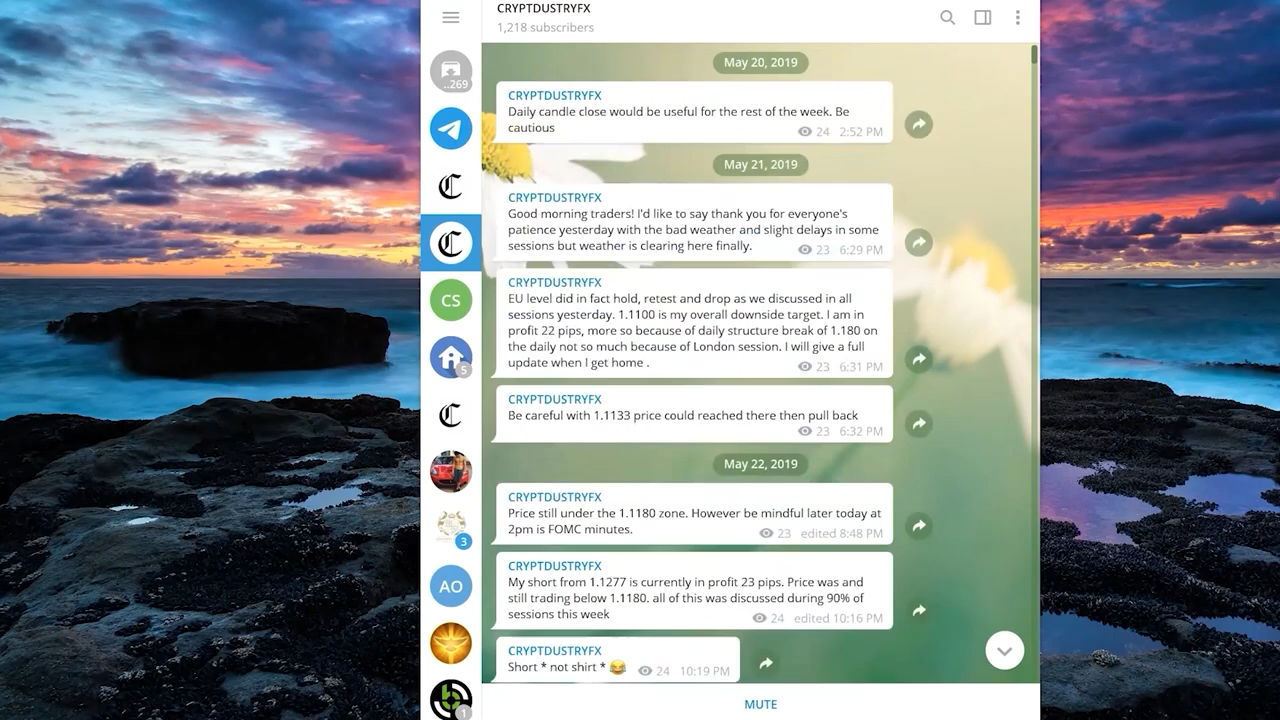 CRYPTDUSTRYFX
1,218 subscribers
..269
C
C
CS
5
C
3
AO
1
May 20, 2019
CRYPTDUSTRYFX
Daily candle close would be useful for the rest of the week. Be
cautious
24 2:52 PM
May 21, 2019
CRYPTDUSTRYFX
Good morning traders! I'd like to say thank you for everyone's
patience yesterday with the bad weather and slight delays in some
sessions but weather is clearing here finally.
23 6:29 PM
CRYPTDUSTRYFX
EU level did in fact hold, retest and drop as we discussed in all
sessions yesterday. 1.1100 is my overall downside target. I am in
profit 22 pips, more so because of daily structure break of 1.180 on
the daily not so much because of London session. I will give a full
update when I get home .
23 6:31 PM
CRYPTDUSTRYFX
Be careful with 1.1133 price could reached there then pull back
23 6:32 PM
May 22, 2019
CRYPTDUSTRYFX
Price still under the 1.1180 zone. However be mindful later today at
2pm is FOMC minutes.
23 edited 8:48 PM
CRYPTDUSTRYFX
My short from 1.1277 is currently in profit 23 pips. Price was and
still trading below 1.1180. all of this was discussed during 90% of
sessions this week
24 edited 10:16 PM
CRYPTDUSTRYFX
Short * not shirt * 😂
24 10:19 PM
MUTE